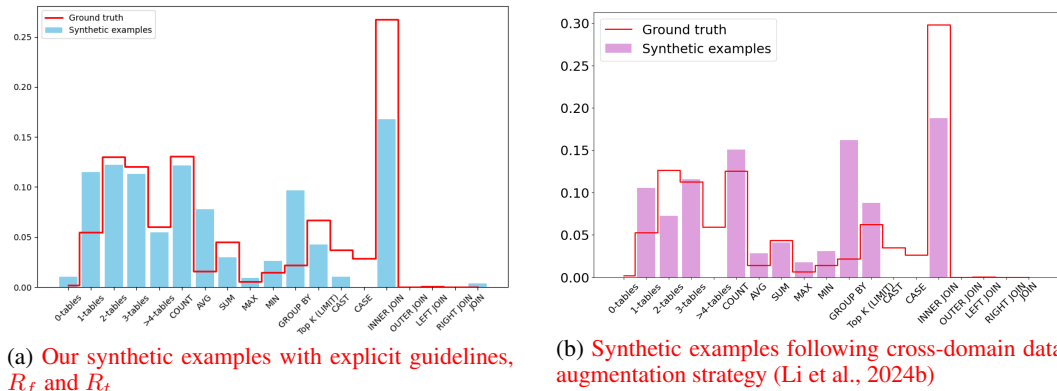 Ground truth
Synthetic examples
0.25
0.20
0.15
0.10
0.05
0.00
0-tables
1-tables
2-tables
3-tables
>4-tables
COUNT
AVG
SUM
MAX
MIN
GROUP BY
Top K (LIMIT)
CAST
CASE
INNER JOIN
OUTER JOIN
LEFT JOIN
RIGHT JOIN
JOIN
(a) Our synthetic examples with explicit guidelines,
R_f and R_t
Ground truth
Synthetic examples
0.30
0.25
0.20
0.15
0.10
0.05
0.00
0-tables
1-tables
2-tables
3-tables
>4-tables
COUNT
AVG
SUM
MAX
MIN
GROUP BY
Top K (LIMIT)
CAST
CASE
INNER JOIN
OUTER JOIN
LEFT JOIN
RIGHT JOIN
JOIN
(b) Synthetic examples following cross-domain data
augmentation strategy (Li et al., 2024b)